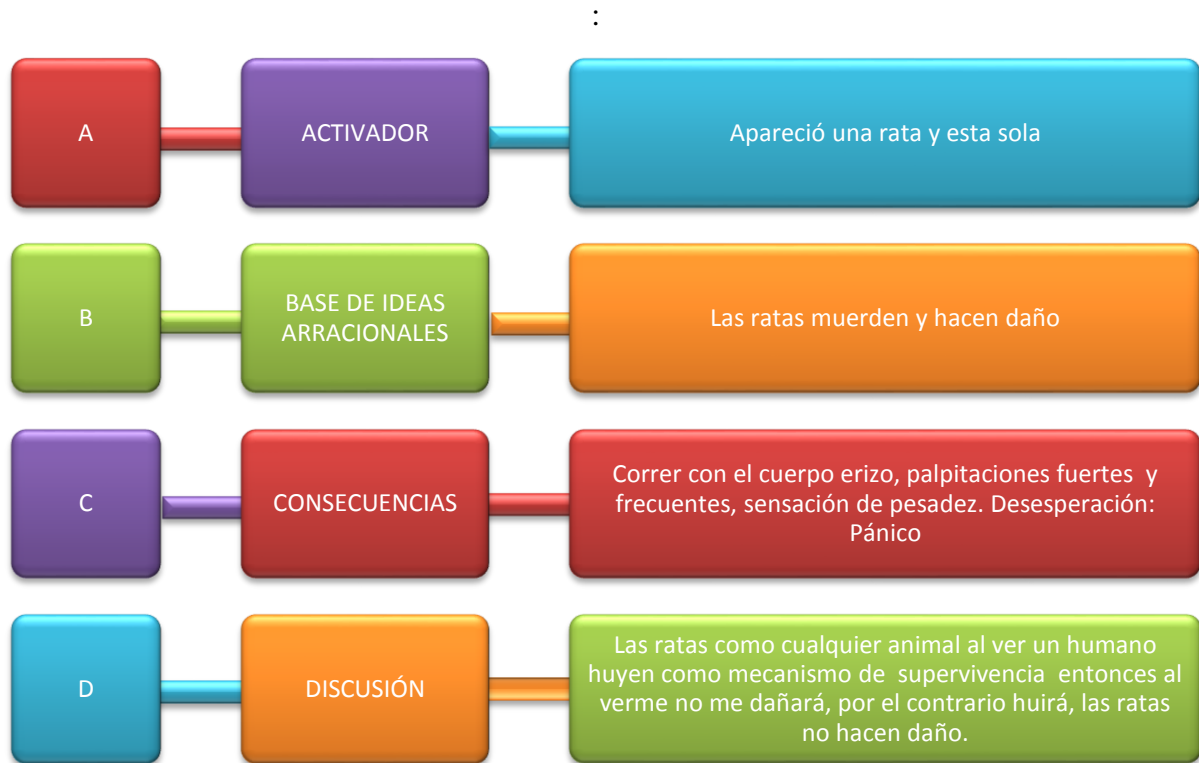 :
A
ACTIVADOR
Apareció una rata y esta sola
B
BASE DE IDEAS
ARRACIONALES
Las ratas muerden y hacen daño
C
CONSECUENCIAS
Correr con el cuerpo erizo, palpitaciones fuertes y
frecuentes, sensación de pesadez. Desesperación:
Pánico
D
DISCUSIÓN
Las ratas como cualquier animal al ver un humano
huyen como mecanismo de supervivencia entonces al
verme no me dañará, por el contrario huirá, las ratas
no hacen daño.